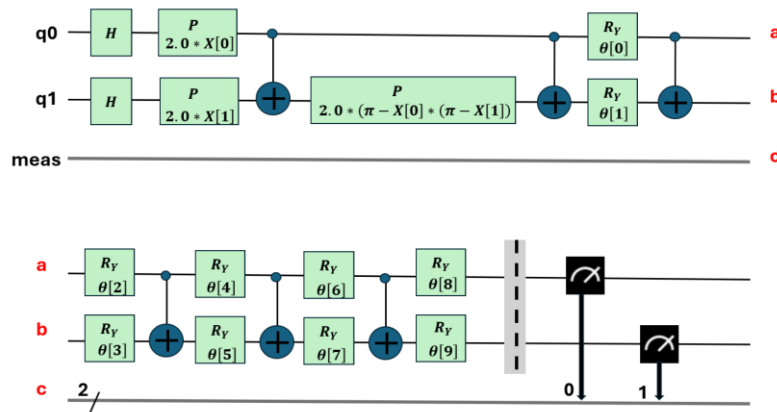 q0 H P R_Y a
2.0 ∗ X[0] θ[0]
q1 H P P R_Y b
2.0 ∗ X[1] 2.0 ∗ (π − X[0] ∗ (π − X[1]) θ[1]
meas c
a R_Y R_Y R_Y R_Y
θ[2] θ[4] θ[6] θ[8]
b R_Y R_Y R_Y R_Y
θ[3] θ[5] θ[7] θ[9]
c 2 0 1